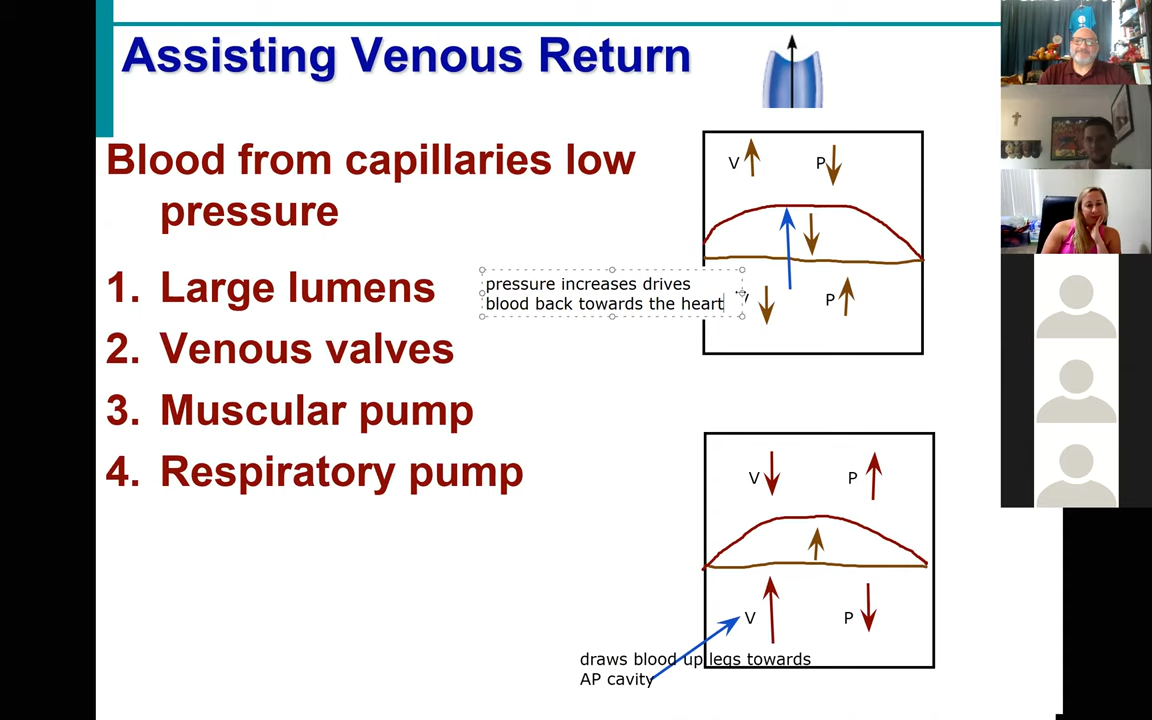 Assisting Venous Return
Blood from capillaries low
pressure
1. Large lumens
2. Venous valves
3. Muscular pump
4. Respiratory pump
V P
pressure increases drives
blood back towards the heart
V P
V P
V P
draws blood up legs towards
AP cavity